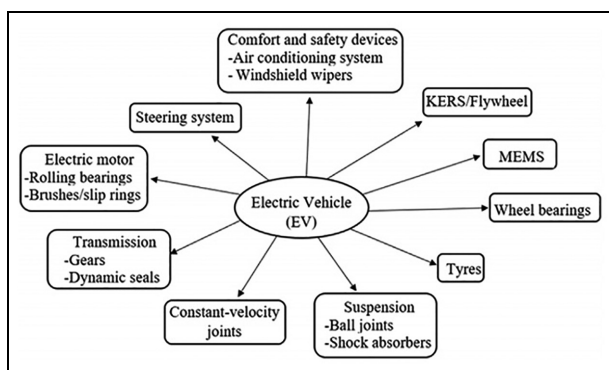 Comfort and safety devices
-Air conditioning system
- Windshield wipers
KERS/Flywheel
Steering system
MEMS
Electric motor
-Rolling bearings
-Brushes/slip rings
Electric Vehicle
(EV)
Wheel bearings
Transmission
-Gears
-Dynamic seals
Tyres
Constant-velocity
joints
Suspension
-Ball joints
-Shock absorbers